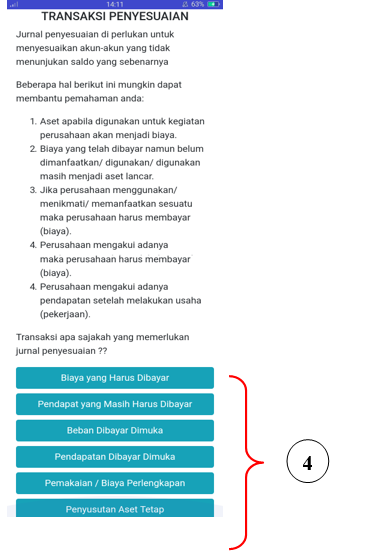 14:11
63%
TRANSAKSI PENYESUAIAN
Jurnal penyesuaian di perlukan untuk
menyesuaikan akun-akun yang tidak
menunjukan saldo yang sebenarnya
Beberapa hal berikut ini mungkin dapat
membantu pemahaman anda:
1. Aset apabila digunakan untuk kegiatan
perusahaan akan menjadi biaya.
2. Biaya yang telah dibayar namun belum
dimanfaatkan/ digunakan/ digunakan
masih menjadi aset lancar.
3. Jika perusahaan menggunakan/
menikmati/ memanfaatkan sesuatu
maka perusahaan harus membayar
(biaya).
4. Perusahaan mengakui adanya
maka perusahaan harus membayar
(biaya).
4. Perusahaan mengakui adanya
pendapatan setelah melakukan usaha
(pekerjaan).
Transaksi apa sajakah yang memerlukan
jurnal penyesuaian ??
Biaya yang Harus Dibayar
Pendapat yang Masih Harus Dibayar
Beban Dibayar Dimuka
Pendapatan Dibayar Dimuka
Pemakaian / Biaya Perlengkapan
Penyusutan Aset Tetap
4